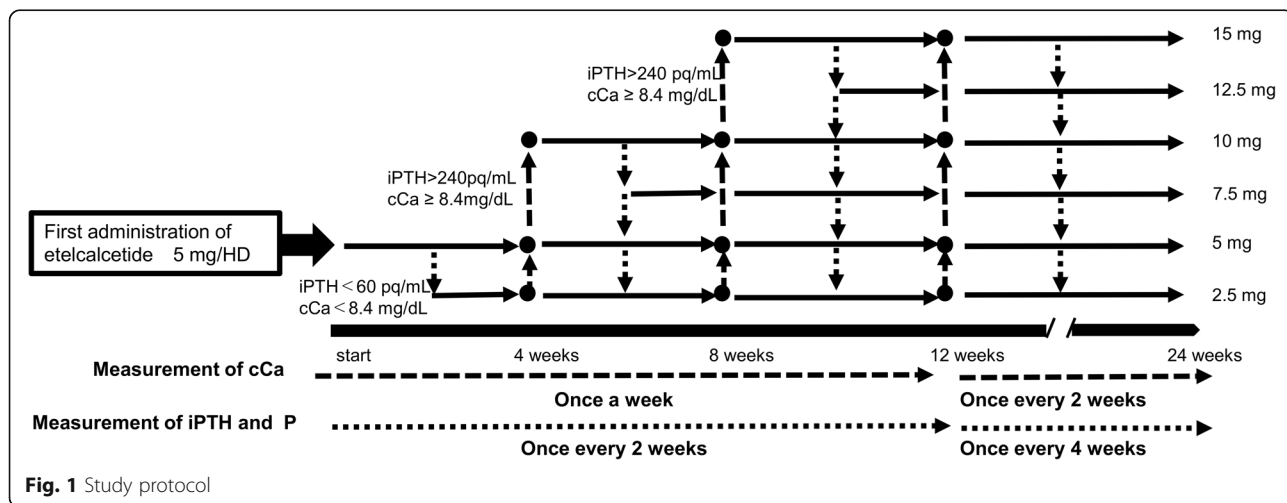 15 mg
iPTH>240 pq/mL
cCa ≥ 8.4 mg/dL
12.5 mg
10 mg
iPTH>240pq/mL
cCa ≥ 8.4mg/dL
7.5 mg
First administration of
etelcalcetide 5 mg/HD
5 mg
iPTH<60 pq/mL
cCa<8.4 mg/dL
2.5 mg
start 4 weeks 8 weeks 12 weeks 24 weeks
Measurement of cCa
Once a week Once every 2 weeks
Measurement of iPTH and P
Once every 2 weeks Once every 4 weeks
Fig. 1 Study protocol